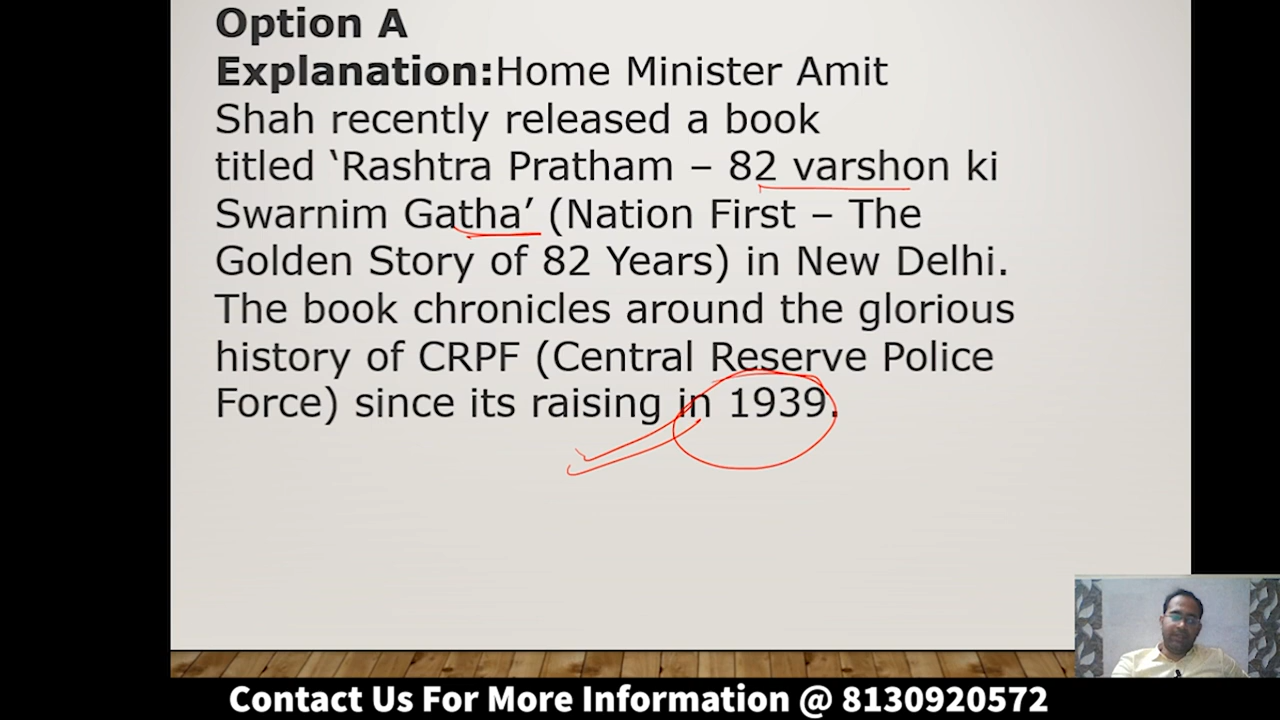 Option A
Explanation:Home Minister Amit
Shah recently released a book
titled ‘Rashtra Pratham – 82 varshon ki
Swarnim Gatha’ (Nation First – The
Golden Story of 82 Years) in New Delhi.
The book chronicles around the glorious
history of CRPF (Central Reserve Police
Force) since its raising in 1939.
Contact Us For More Information @ 8130920572